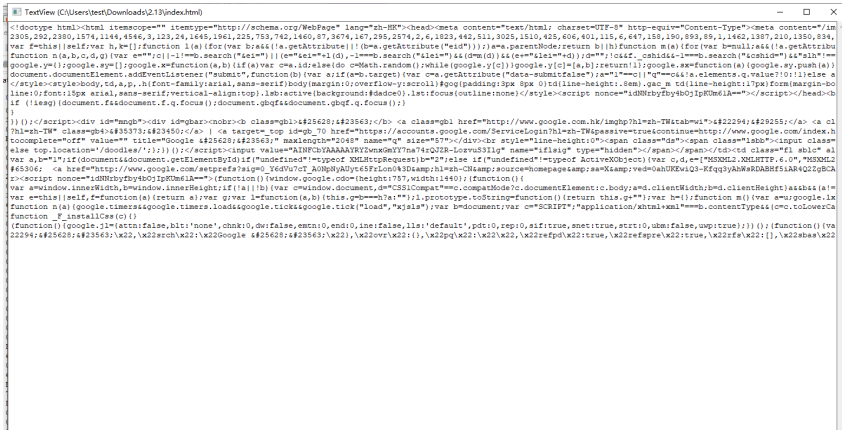 TextView (C:\Users\test\Downloads\2.13\index.html)
<!doctype html><html itemscope="" itemtype="http://schema.org/WebPage" lang="zh-HK"><head><meta content="text/html; charset=UTF-8" http-equiv="Content-Type"><meta content="/im
2305,292,2380,1574,1144,4546,3,123,24,1645,1961,225,753,742,1460,87,3674,167,295,2574,2,6,1823,442,511,3025,1510,425,606,401,115,6,647,158,190,893,89,1,1462,1387,210,1350,834,
var f=this||self;var h,k=[];function l(a){for(var b;a&&(!a.getAttribute||!(b=a.getAttribute("eid")));)a=a.parentNode;return b||h}function m(a){for(var b=null;a&&(!a.getAttribu
function n(a,b,c,d,g){var e="";c||-1!==b.search("&ei=")||(e="&ei="+l(d),-1===b.search("&lei=")&&(d=m(d))&&(e+="&lei="+d));d="";!c&&f._cshid&&-1===b.search("&cshid=")&&"slh"!==
google.y={};google.sy=[];google.x=function(a,b){if(a)var c=a.id;else{do c=Math.random();while(google.y[c])}google.y[c]=[a,b];return!1};google.sx=function(a){google.sy.push(a)}
document.documentElement.addEventListener("submit",function(b){var a;if(a=b.target){var c=a.getAttribute("data-submitfalse");a="1"==c||"q"==c&&!a.elements.q.value?!0:!1}else a
</style><style>body,td,a,p,.h{font-family:arial,sans-serif}body{margin:0;overflow-y:scroll}#gog{padding:3px 8px 0}td{line-height:.8em}.gac_m td{line-height:17px}form{margin-bo
line:0;font:15px arial,sans-serif;vertical-align:top}.lsb:active{background:#dadce0}.lst:focus{outline:none}</style><script nonce="idNNrbyfby4bOjIpKUm6lA=="></script></head><b
if (!iesg){document.f&&document.f.q.focus();document.gbqf&&document.gbqf.q.focus();}
}
})();</script><div id="mngb"><div id=gbar><nobr><b class=gb1>&#25628;&#23563;</b> <a class=gb1 href="http://www.google.com.hk/imghp?hl=zh-TW&tab=wi">&#22294;&#29255;</a> <a cl
?hl=zh-TW" class=gb4>&#35373;&#23450;</a> | <a target=_top id=gb_70 href="https://accounts.google.com/ServiceLogin?hl=zh-TW&passive=true&continue=http://www.google.com/index.h
tocomplete="off" value="" title="Google &#25628;&#23563;" maxlength="2048" name="q" size="57"></div><br style="line-height:0"><span class="ds"><span class="lsbb"><input class=
else top.location='/doodles/';};})();</script><input value="AINFCbYAAAAAYRZwnxGmYY7na74rQJZR-LozvuS3Ilg" name="iflsig" type="hidden"></span></span></td><td class="fl sblc" al
var a,b="1";if(document&&document.getElementById)if("undefined"!=typeof XMLHttpRequest)b="2";else if("undefined"!=typeof ActiveXObject){var c,d,e=["MSXML2.XMLHTTP.6.0","MSXML2
#65306; <a href="http://www.google.com/setprefs?sig=0_Y6dVu7cT_A0NpNyAUyt65FrLon0%3D&amp;hl=zh-CN&amp;source=homepage&amp;sa=X&amp;ved=0ahUKEwiQ3-Kfqq3yAhWsRDABHf5iAR4Q2ZgBCA
var a=window.innerWidth,b=window.innerHeight;if(!a||!b){var c=window.document,d="CSS1Compat"==c.compatMode?c.documentElement:c.body;a=d.clientWidth;b=d.clientHeight}a&&b&&(a!=
var e=this||self,f=function(a){return a};var g;var l=function(a,b){this.g=b===h?a:""};l.prototype.toString=function(){return this.g+""};var h={};function m(){var a=u;google.lx
function n(a){google.timers&&google.timers.load&&google.tick&&google.tick("load","xjsls");var b=document;var c="SCRIPT";"application/xhtml+xml"===b.contentType&&(c=c.toLowerCa
function _F_installCss(c){}
(function(){google.jl={attn:false,blt:'none',chnk:0,dw:false,emtn:0,end:0,ine:false,lls:'default',pdt:0,rep:0,sif:true,snet:true,strt:0,ubm:false,uwp:true};})();(function(){va
22294;&#25628;&#23563;\x22},\x22srch\x22:\x22Google &#25628;&#23563;\x22},\x22ovr\x22:{},\x22pq\x22:\x22\x22,\x22refpd\x22:true,\x22refspre\x22:true,\x22rfs\x22:[],\x22sbas\x22
></script><script nonce="idNNrbyfby4bOjIpKUm6lA==">(function(){window.google.cdo={height:757,width:1440};(function(){